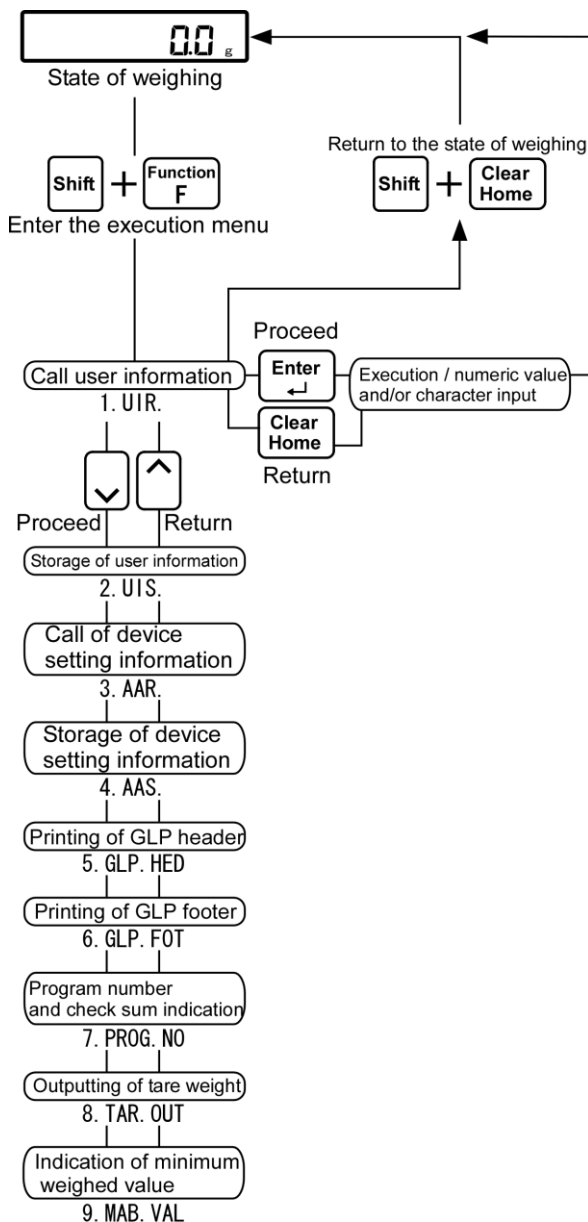 0.0 g
State of weighing
Shift + Function F
Enter the execution menu
Return to the state of weighing
Shift + Clear Home
Call user information
1. UIR.
Proceed
Enter
Clear
Home
Return
Execution / numeric value
and/or character input
Proceed Return
Storage of user information
2. UIS.
Call of device
setting information
3. AAR.
Storage of device
setting information
4. AAS.
Printing of GLP header
5. GLP. HED
Printing of GLP footer
6. GLP. FOT
Program number
and check sum indication
7. PROG. NO
Outputting of tare weight
8. TAR. OUT
Indication of minimum
weighed value
9. MAB. VAL